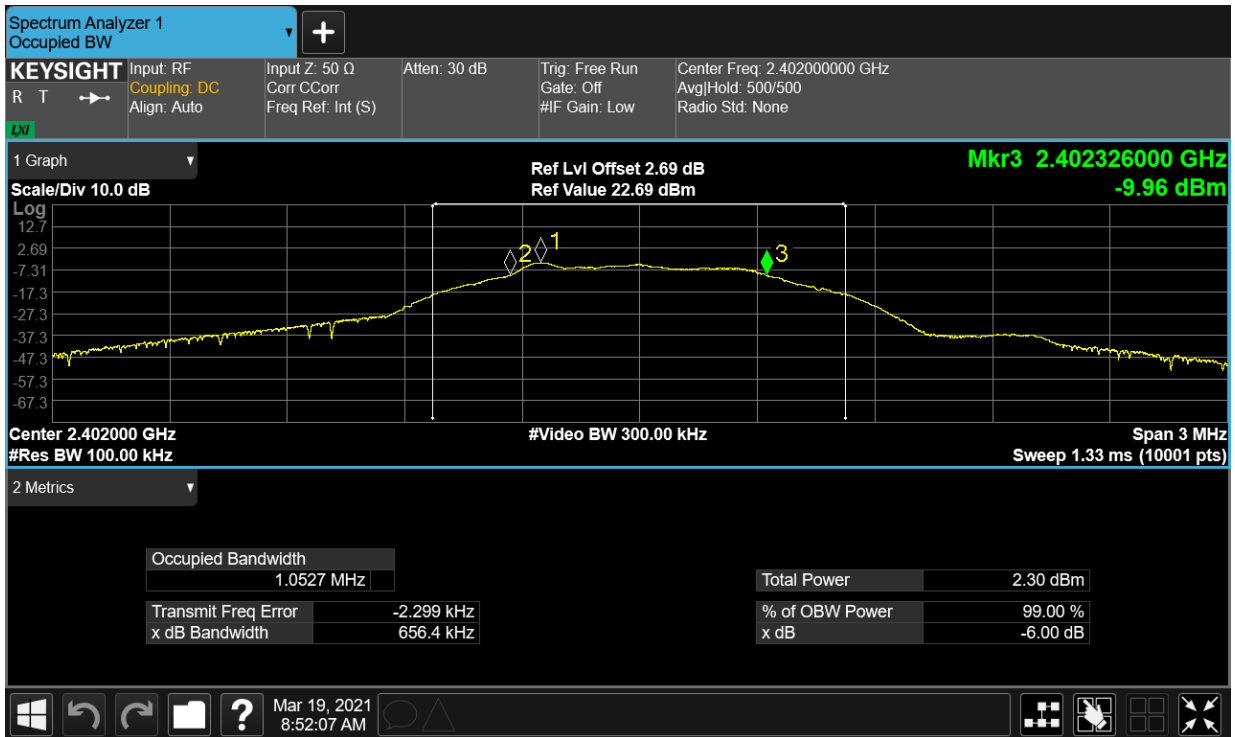 Spectrum Analyzer 1
Occupied BW
KEYSIGHT
R T
LXI
Input: RF
Coupling: DC
Align: Auto
Input Z: 50 Ω
Corr CCorr
Freq Ref: Int (S)
Atten: 30 dB
Trig: Free Run
Gate: Off
#IF Gain: Low
Center Freq: 2.402000000 GHz
Avg|Hold: 500/500
Radio Std: None
1 Graph
Scale/Div 10.0 dB
Ref Lvl Offset 2.69 dB
Ref Value 22.69 dBm
Mkr3 2.402326000 GHz
-9.96 dBm
Log
12.7
2.69
-7.31
-17.3
-27.3
-37.3
-47.3
-57.3
-67.3
2
1
3
Center 2.402000 GHz
#Video BW 300.00 kHz
Span 3 MHz
#Res BW 100.00 kHz
Sweep 1.33 ms (10001 pts)
2 Metrics
Occupied Bandwidth
1.0527 MHz
Transmit Freq Error -2.299 kHz
x dB Bandwidth 656.4 kHz
Total Power 2.30 dBm
% of OBW Power 99.00 %
x dB -6.00 dB
?
Mar 19, 2021
8:52:07 AM